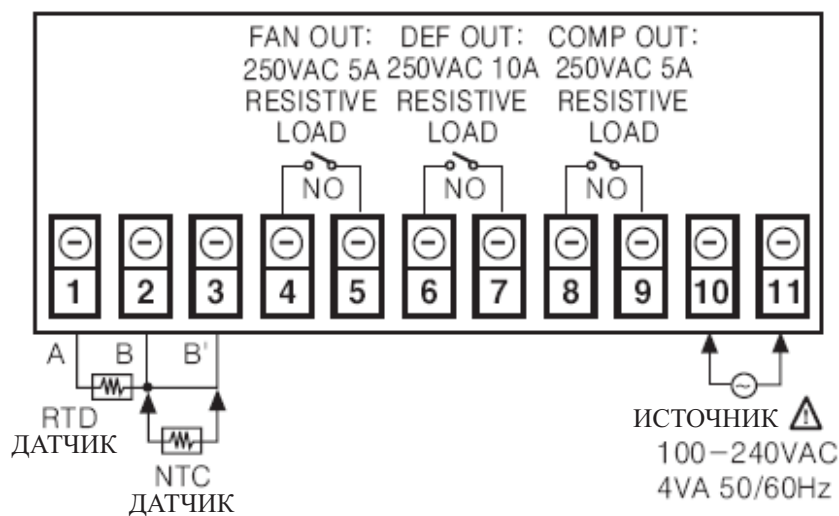 FAN OUT: DEF OUT: COMP OUT:
250VAC 5A 250VAC 10A 250VAC 5A
RESISTIVE RESISTIVE RESISTIVE
LOAD LOAD LOAD
NO NO NO
1 2 3 4 5 6 7 8 9 10 11
A B B'
RTD
ДАТЧИК
NTC
ДАТЧИК
ИСТОЧНИК
100-240VAC
4VA 50/60Hz